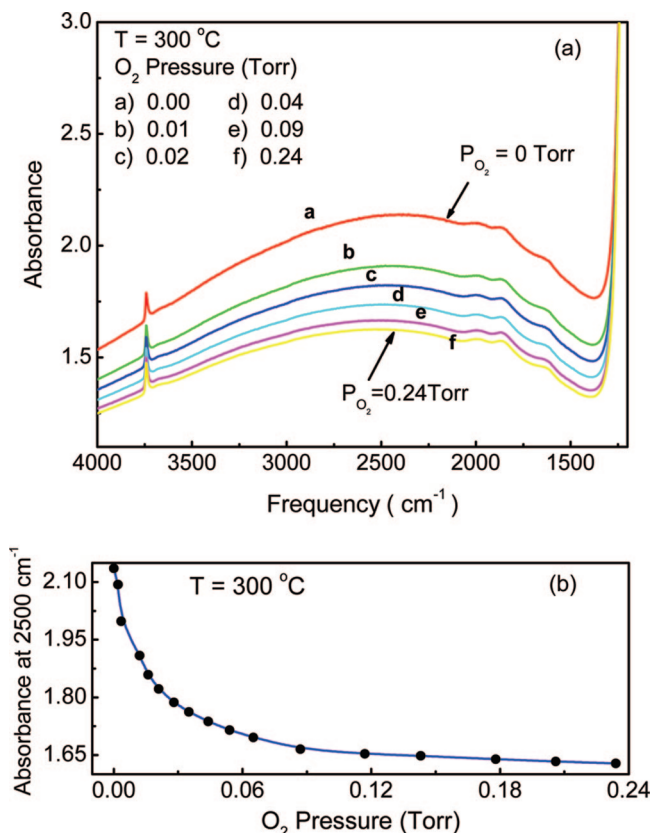 T = 300 °C (a)
O₂ Pressure (Torr)
a) 0.00 d) 0.04
b) 0.01 e) 0.09
c) 0.02 f) 0.24
P_O₂ = 0 Torr
a
b
c
d
e
f
P_O₂=0.24Torr
3.0
2.5
2.0
1.5
Absorbance
4000 3500 3000 2500 2000 1500
Frequency ( cm⁻¹)
T = 300 °C (b)
2.10
1.95
1.80
1.65
Absorbance at 2500 cm⁻¹
0.00 0.06 0.12 0.18 0.24
O₂ Pressure (Torr)